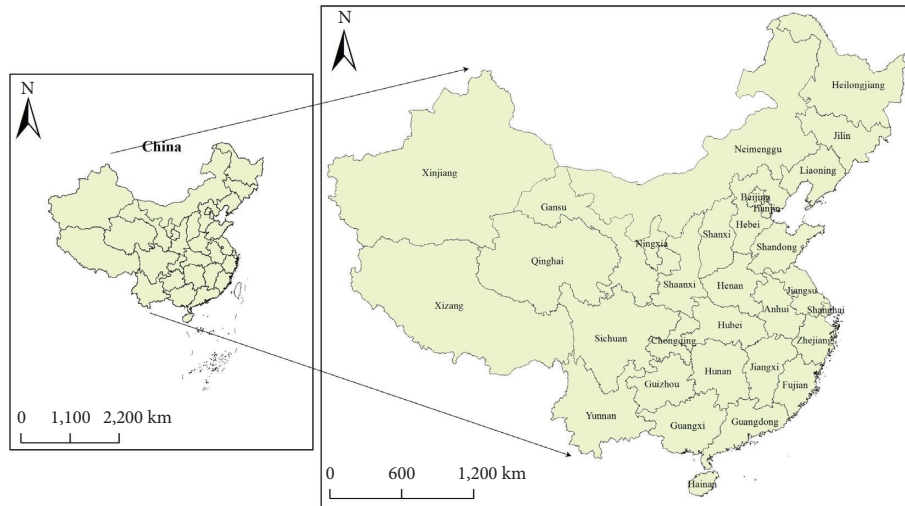 N
China
0 1,100 2,200 km
N
Heilongjiang
Jilin
Neimenggu
Liaoning
Xinjiang
Beijing
Tianjin
Gansu
Hebei
Shanxi
Ningxia
Shandong
Qinghai
Shaanxi
Henan
Jiangsu
Xizang
Anhui
Shanghai
Hubei
Sichuan
Chongqing
Zhejiang
Hunan
Jiangxi
Guizhou
Fujian
Yunnan
Guangxi
Guangdong
Hainan
0 600 1,200 km